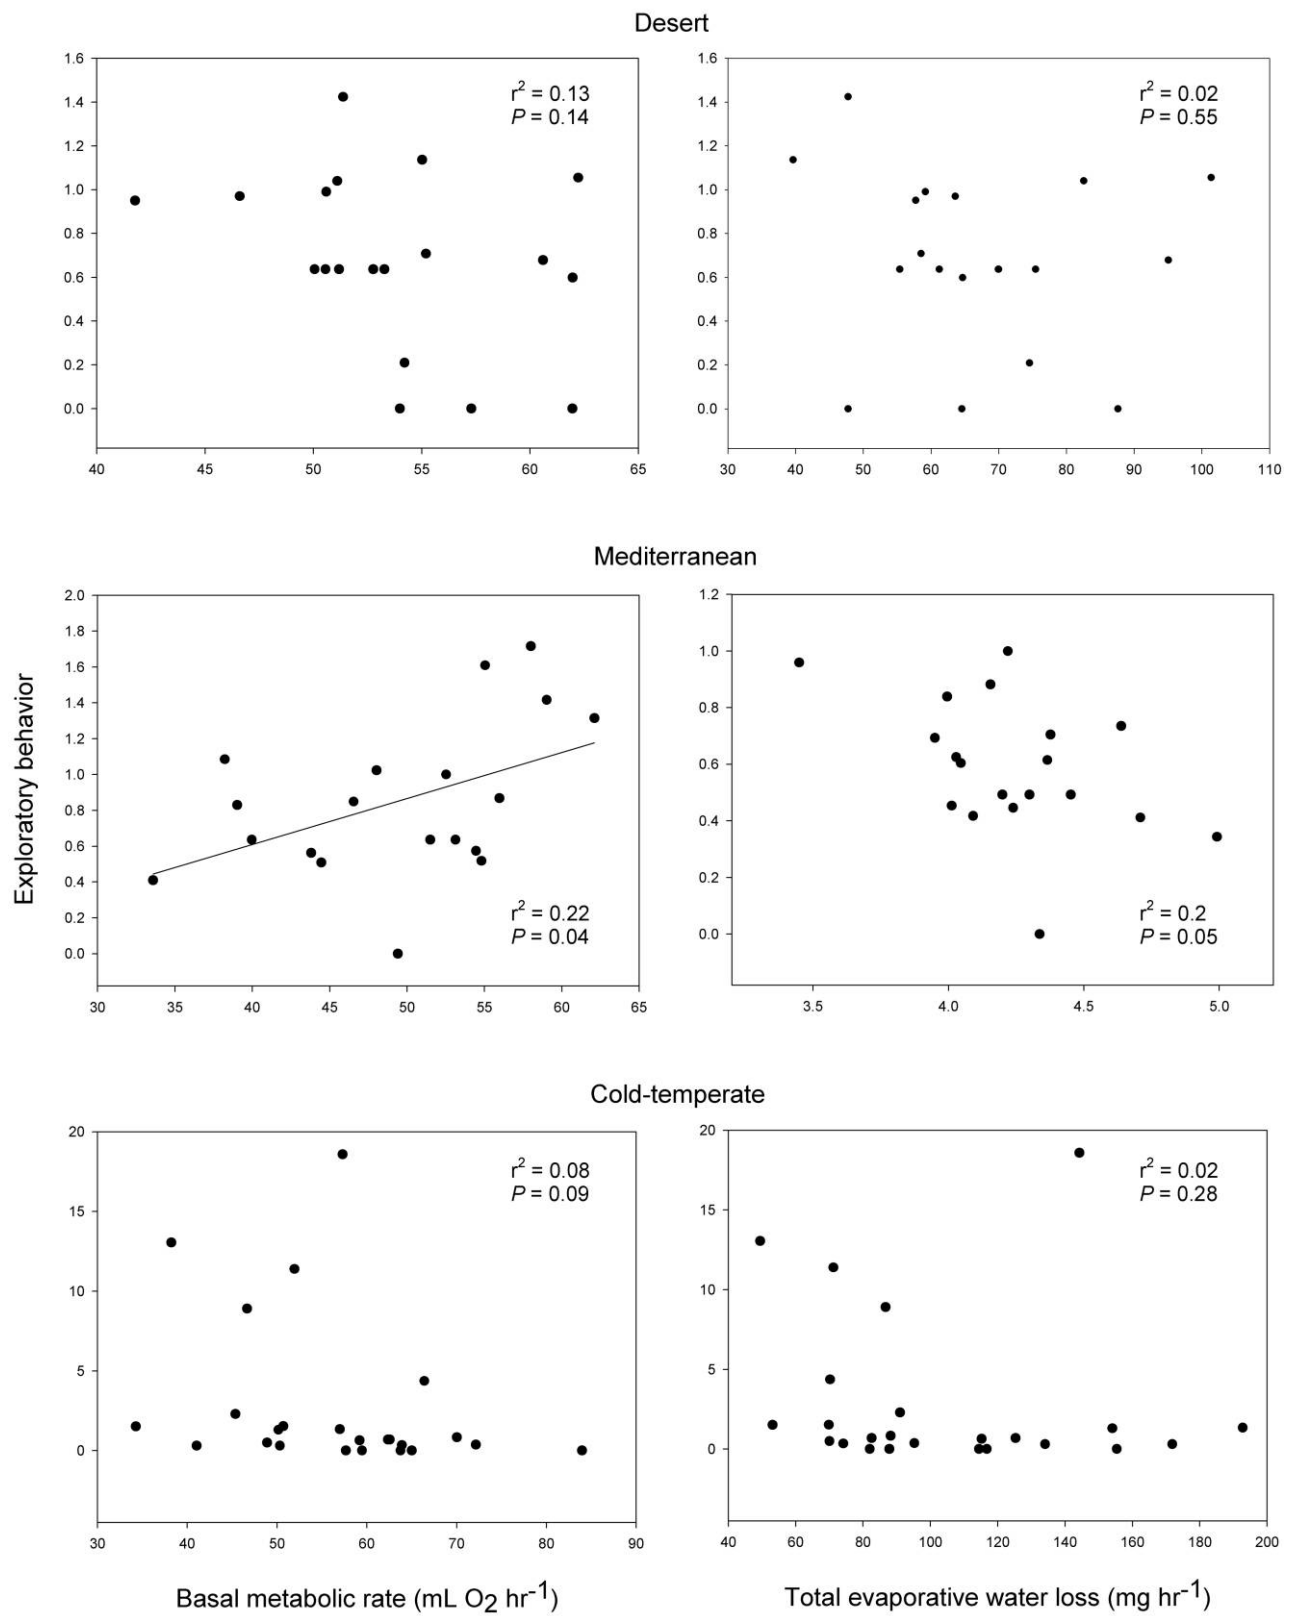 Desert
1.6
1.4
1.2
1.0
0.8
0.6
0.4
0.2
0.0
r² = 0.13
P = 0.14
40 45 50 55 60 65
1.6
1.4
1.2
1.0
0.8
0.6
0.4
0.2
0.0
r² = 0.02
P = 0.55
30 40 50 60 70 80 90 100 110
Mediterranean
Exploratory behavior
2.0
1.8
1.6
1.4
1.2
1.0
0.8
0.6
0.4
0.2
0.0
r² = 0.22
P = 0.04
30 35 40 45 50 55 60 65
1.2
1.0
0.8
0.6
0.4
0.2
0.0
r² = 0.2
P = 0.05
3.5 4.0 4.5 5.0
Cold-temperate
20
15
10
5
0
r² = 0.08
P = 0.09
30 40 50 60 70 80 90
20
15
10
5
0
r² = 0.02
P = 0.28
40 60 80 100 120 140 160 180 200
Basal metabolic rate (mL O₂ hr⁻¹)
Total evaporative water loss (mg hr⁻¹)